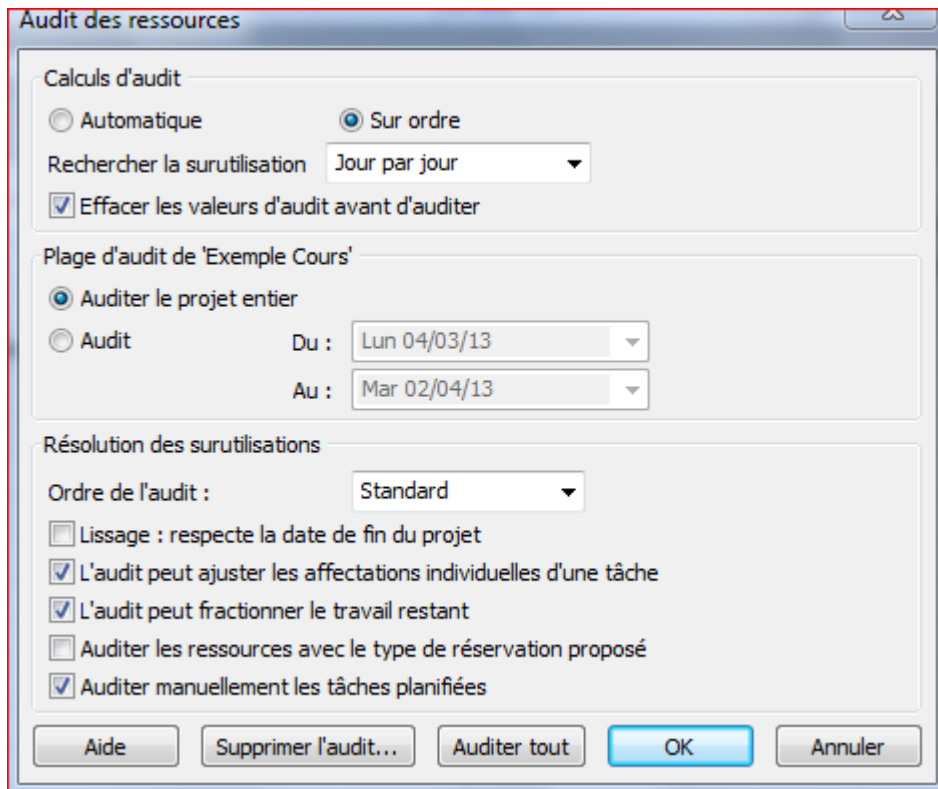 Audit des ressources
Calculs d'audit
Automatique Sur ordre
Rechercher la surutilisation Jour par jour
Effacer les valeurs d'audit avant d'auditer
Plage d'audit de 'Exemple Cours'
Auditer le projet entier
Audit Du : Lun 04/03/13
Au : Mar 02/04/13
Résolution des surutilisations
Ordre de l'audit : Standard
Lissage : respecte la date de fin du projet
L'audit peut ajuster les affectations individuelles d'une tâche
L'audit peut fractionner le travail restant
Auditer les ressources avec le type de réservation proposé
Auditer manuellement les tâches planifiées
Aide Supprimer l'audit... Auditer tout OK Annuler